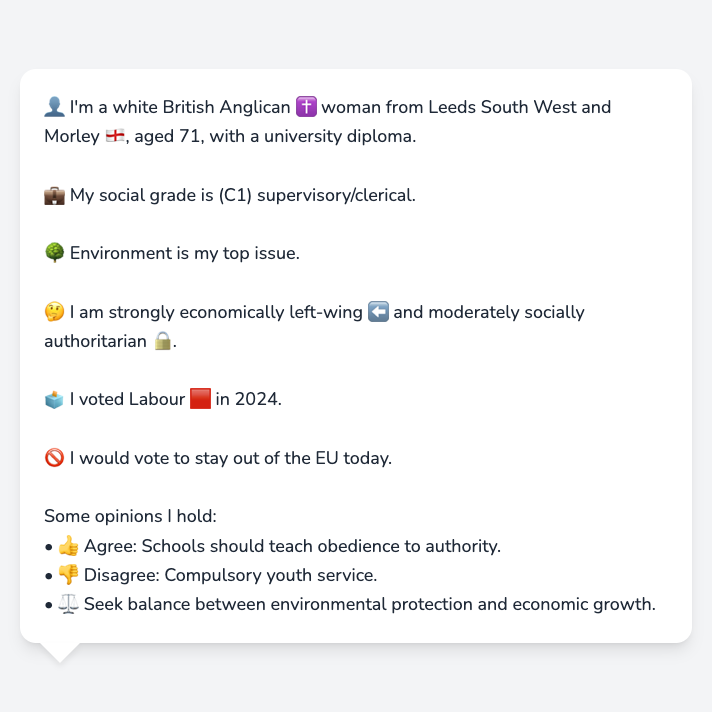 👤 I'm a white British Anglican ✝️ woman from Leeds South West and
Morley 🏴󠁧󠁢󠁥󠁮󠁧󠁿, aged 71, with a university diploma.
💼 My social grade is (C1) supervisory/clerical.
🌳 Environment is my top issue.
🤔 I am strongly economically left-wing ⬅️ and moderately socially
authoritarian 🔒.
🗳️ I voted Labour 🟥 in 2024.
🚫 I would vote to stay out of the EU today.
Some opinions I hold:
• 👍 Agree: Schools should teach obedience to authority.
• 👎 Disagree: Compulsory youth service.
• ⚖️ Seek balance between environmental protection and economic growth.